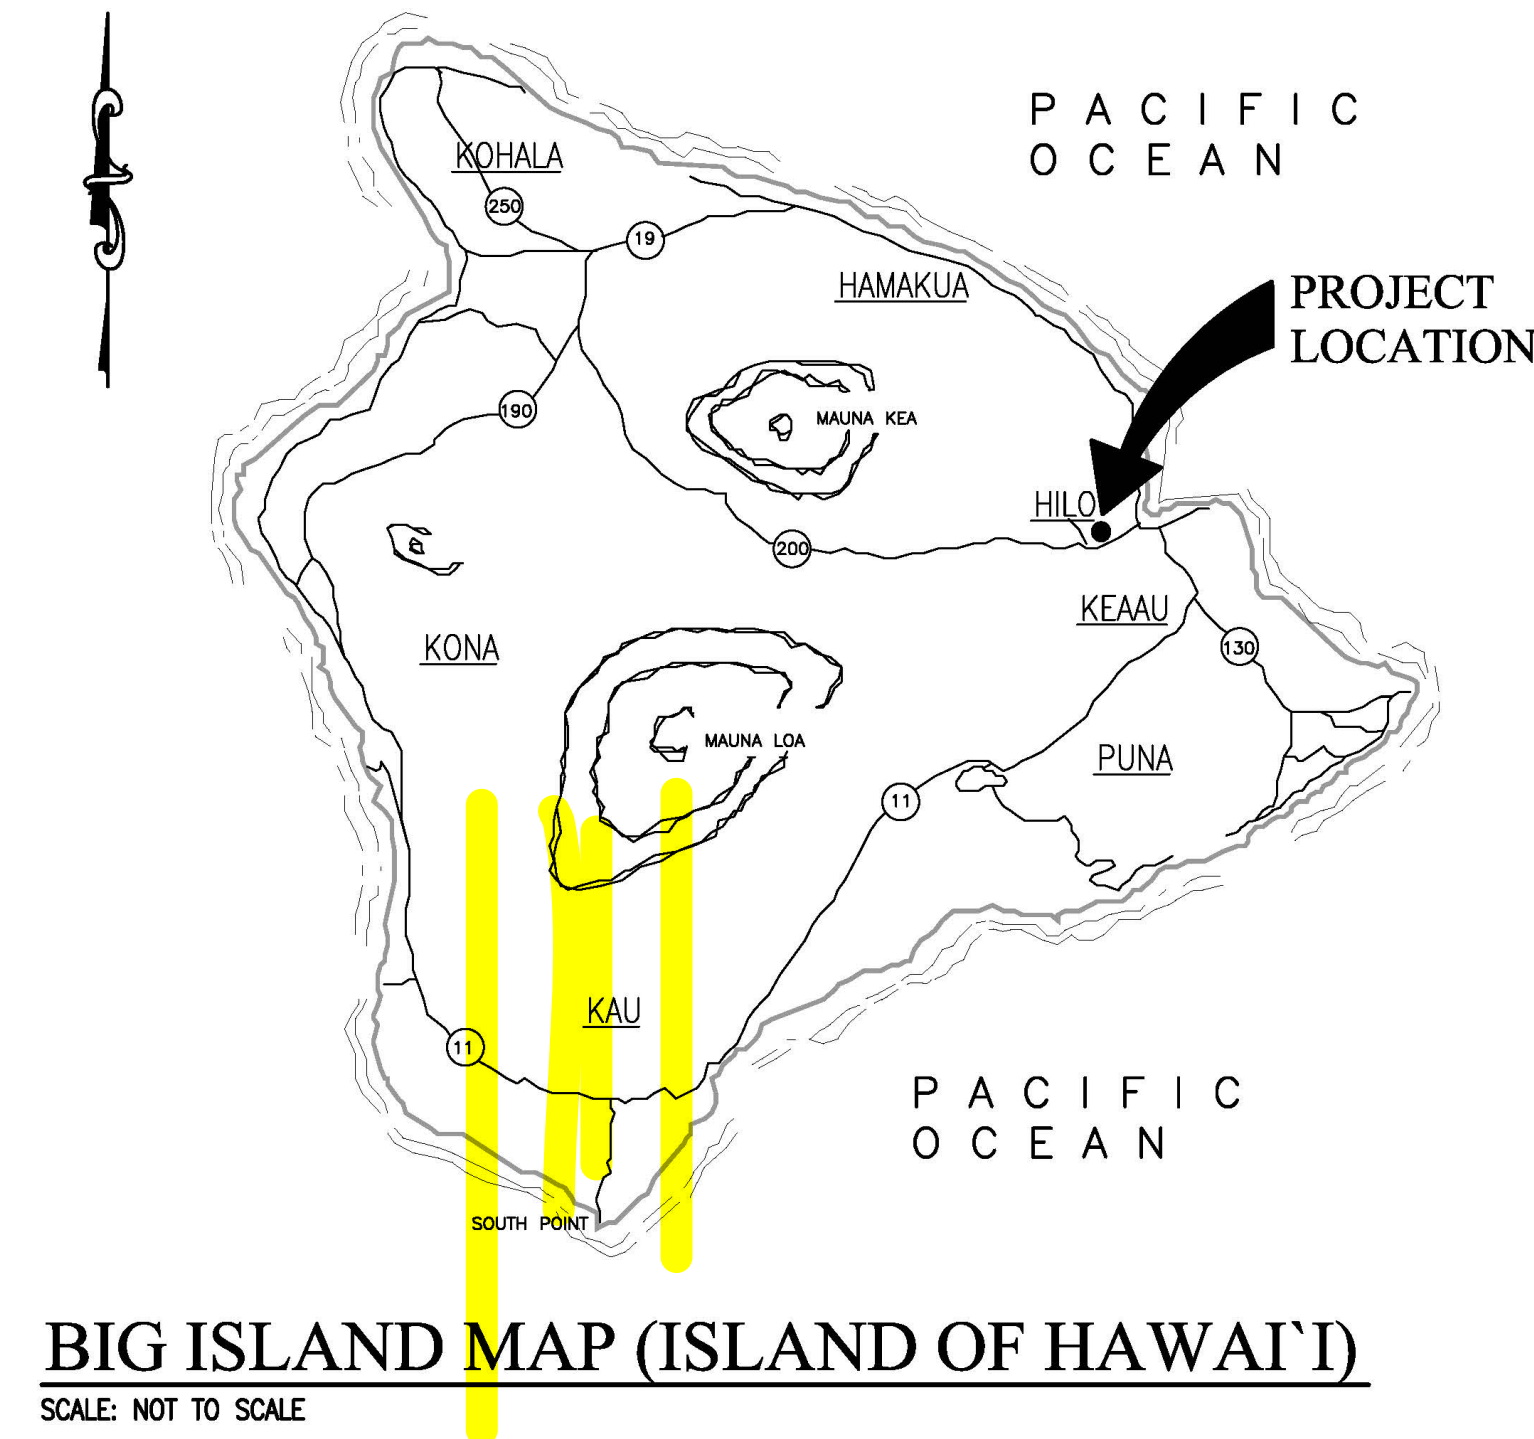 PACIFIC
OCEAN
KOHALA
250
19
HAMAKUA
PROJECT
LOCATION
190
MAUNA KEA
HILO
200
KEAAU
KONA
130
MAUNA LOA
PUNA
11
KAU
11
PACIFIC
OCEAN
SOUTH POINT
BIG ISLAND MAP (ISLAND OF HAWAI`I)
SCALE: NOT TO SCALE